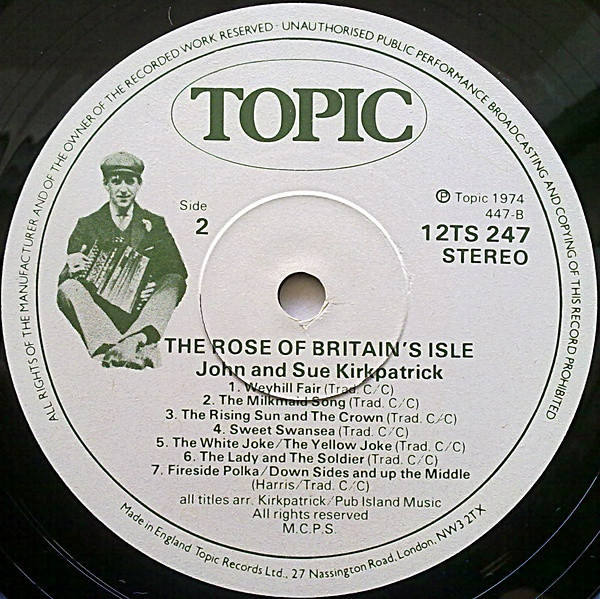 ALL RIGHTS OF THE MANUFACTURER AND OF THE OWNER OF THE RECORDED WORK RESERVED · UNAUTHORISED PUBLIC PERFORMANCE BROADCASTING AND COPYING OF THIS RECORD PROHIBITED
TOPIC
Side
2
Ⓟ Topic 1974
447-B
12TS 247
STEREO
THE ROSE OF BRITAIN'S ISLE
John and Sue Kirkpatrick
1. Weyhill Fair (Trad. C/C)
2. The Milkmaid Song (Trad. C/C)
3. The Rising Sun and The Crown (Trad. C/C)
4. Sweet Swansea (Trad. C/C)
5. The White Joke/The Yellow Joke (Trad. C/C)
6. The Lady and The Soldier (Trad. C/C)
7. Fireside Polka/Down Sides and up the Middle
(Harris/Trad. C/C)
all titles arr. Kirkpatrick/Pub Island Music
All rights reserved
M.C.P.S.
Made in England Topic Records Ltd., 27 Nassington Road, London, NW3 2TX